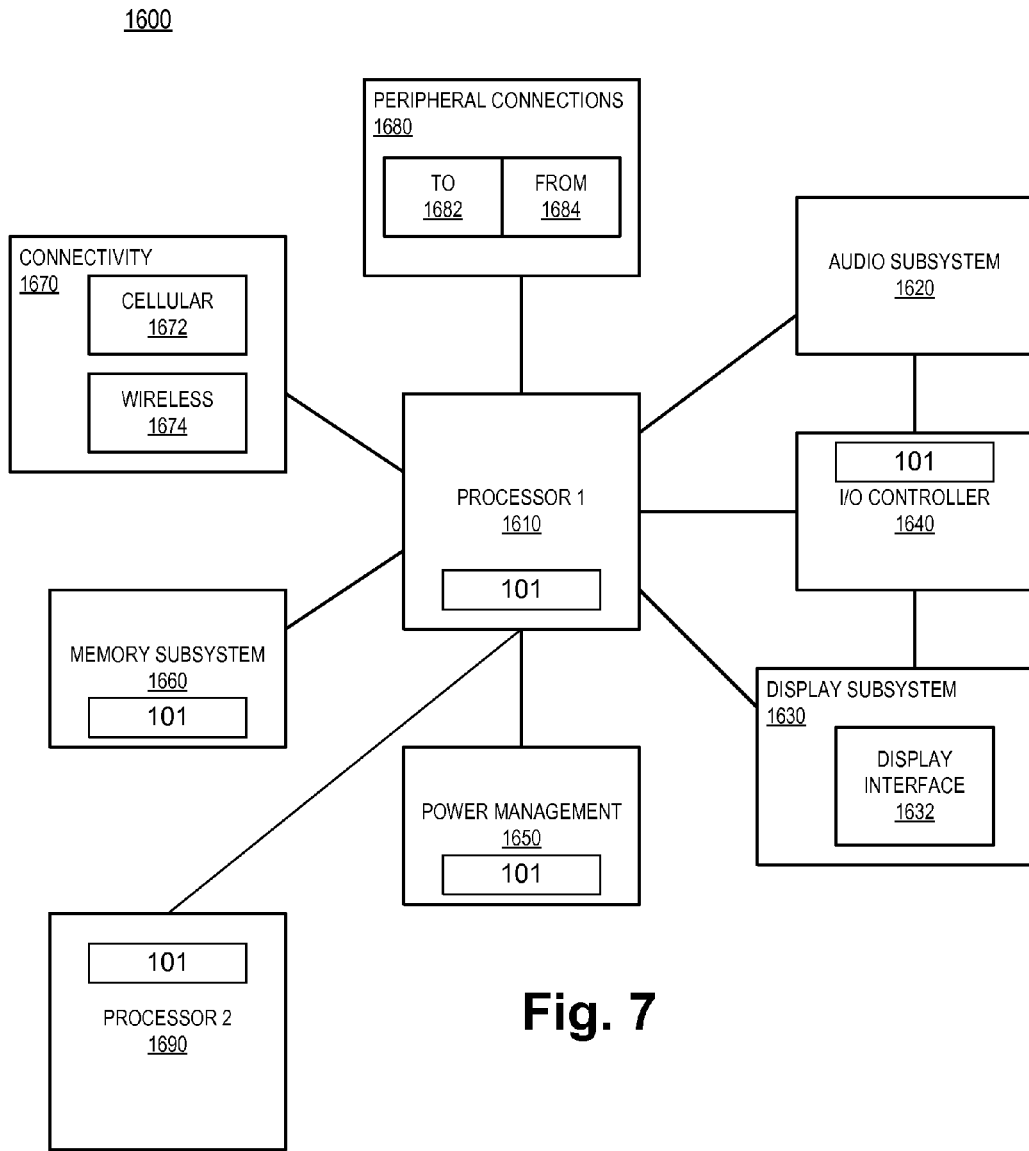 1600
PERIPHERAL CONNECTIONS
1680
TO
1682
FROM
1684
CONNECTIVITY
1670
CELLULAR
1672
WIRELESS
1674
AUDIO SUBSYSTEM
1620
PROCESSOR 1
1610
101
101
I/O CONTROLLER
1640
MEMORY SUBSYSTEM
1660
101
DISPLAY SUBSYSTEM
1630
DISPLAY
INTERFACE
1632
POWER MANAGEMENT
1650
101
101
PROCESSOR 2
1690
Fig. 7